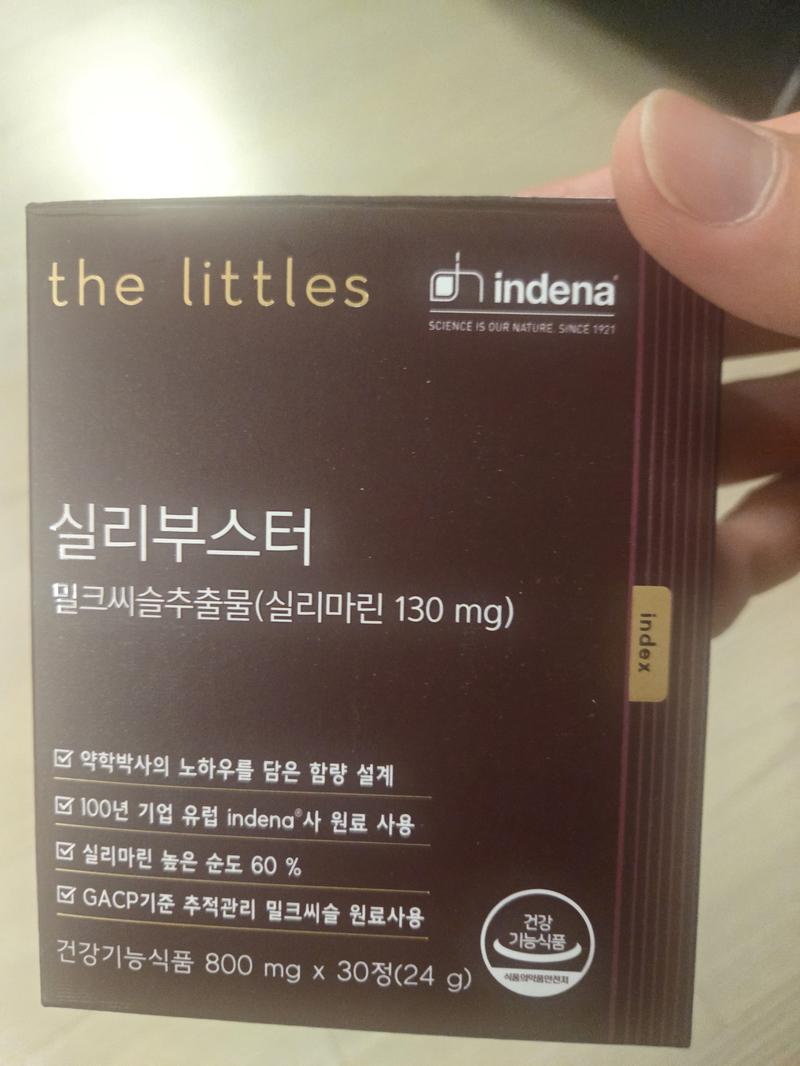 the littles
indena®
SCIENCE IS OUR NATURE. SINCE 1921
실리부스터
밀크씨슬추출물(실리마린 130 mg)
index
약학박사의 노하우를 담은 함량 설계
100년 기업 유럽 indena®사 원료 사용
실리마린 높은 순도 60 %
GACP기준 추적관리 밀크씨슬 원료사용
건강기능식품 800 mg x 30정(24 g)
건강
기능식품
식품의약품안전처